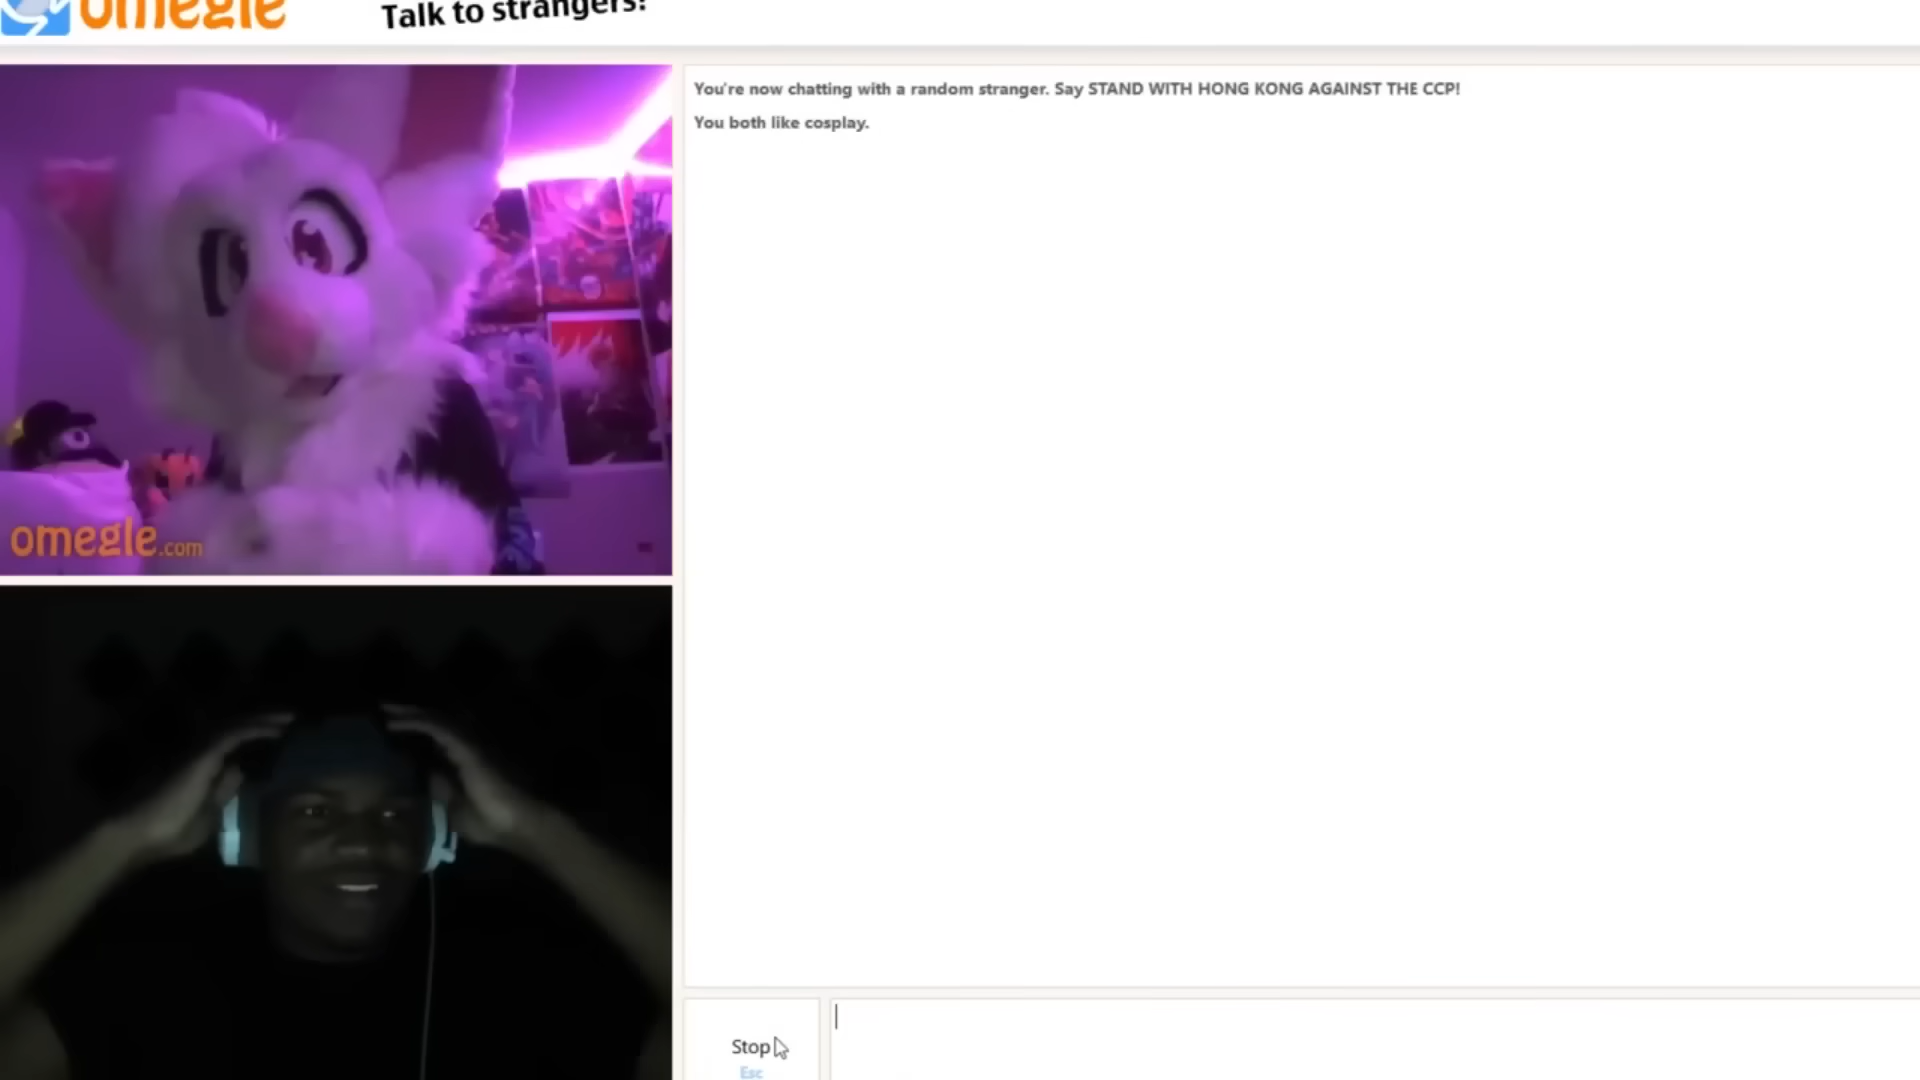 omegle
Talk to strangers!
You're now chatting with a random stranger. Say STAND WITH HONG KONG AGAINST THE CCP!
You both like cosplay.
omegle.com
Stop
Esc